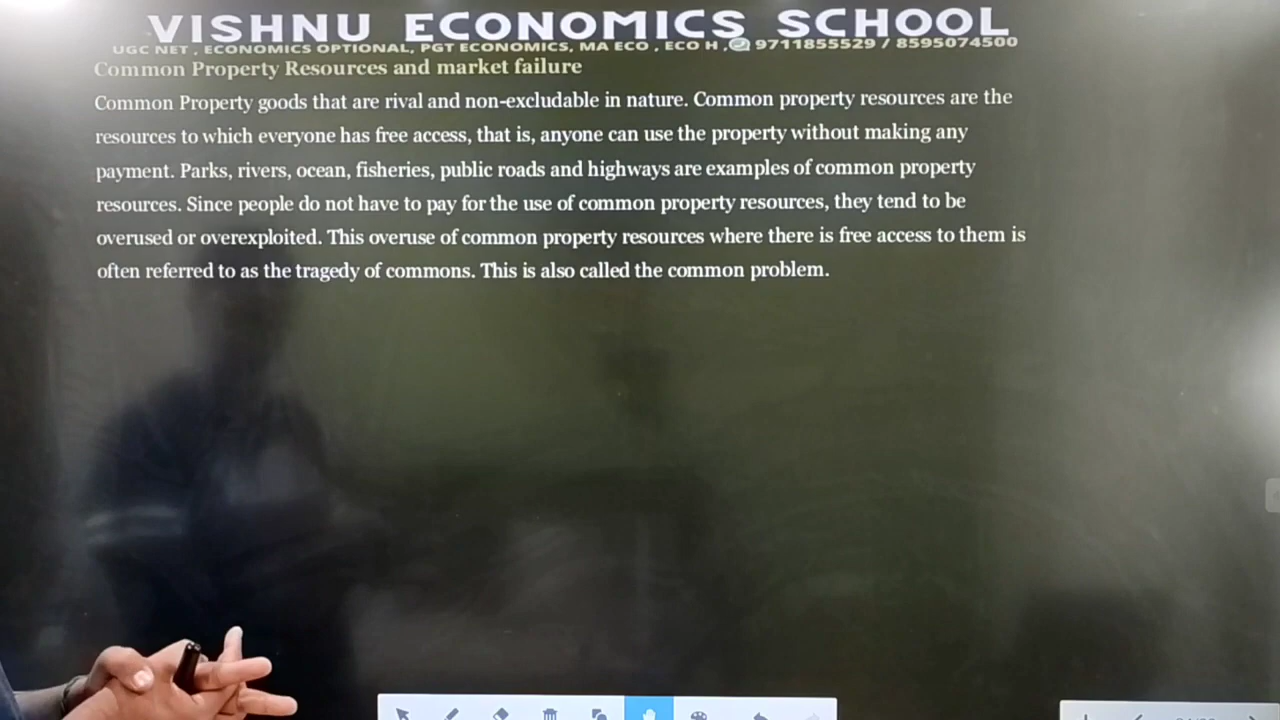 VISHNU ECONOMICS SCHOOL
UGC NET , ECONOMICS OPTIONAL, PGT ECONOMICS, MA ECO , ECO H , 9711855529 / 8595074500
Common Property Resources and market failure
Common Property goods that are rival and non-excludable in nature. Common property resources are the
resources to which everyone has free access, that is, anyone can use the property without making any
payment. Parks, rivers, ocean, fisheries, public roads and highways are examples of common property
resources. Since people do not have to pay for the use of common property resources, they tend to be
overused or overexploited. This overuse of common property resources where there is free access to them is
often referred to as the tragedy of commons. This is also called the common problem.